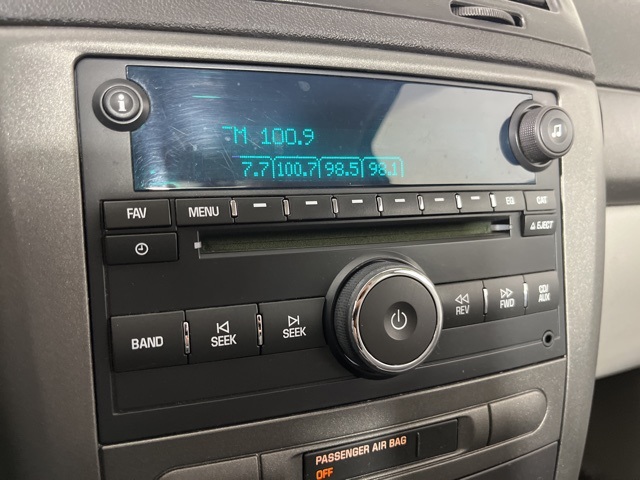 FM 100.9
7.7 100.7 98.5 98.1
FAV MENU EQ CAT
EJECT
BAND SEEK SEEK REV FWD CD/AUX
PASSENGER AIR BAG
OFF